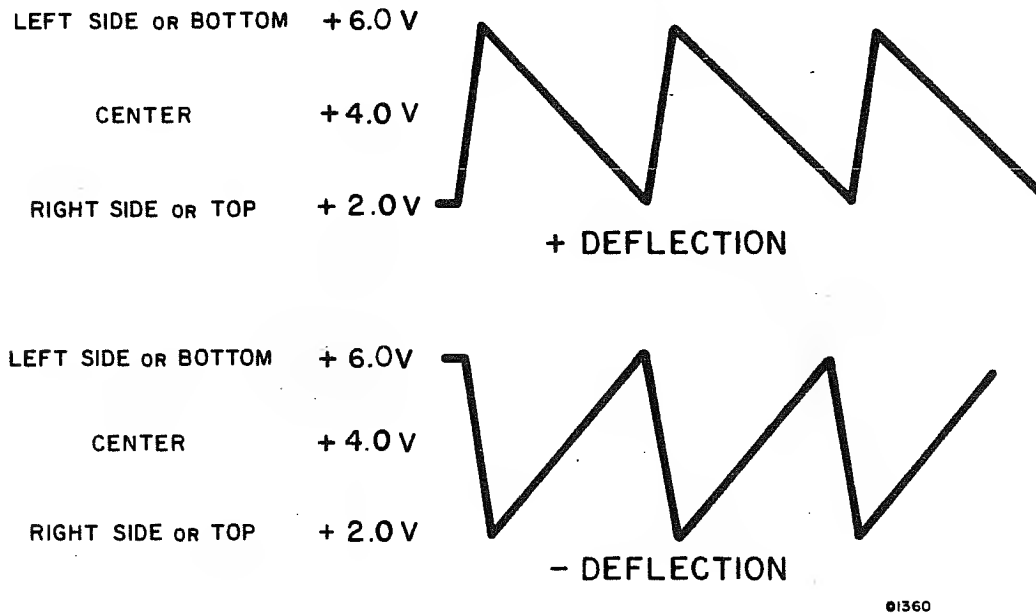 LEFT SIDE OR BOTTOM + 6.0 V
CENTER + 4.0 V
RIGHT SIDE OR TOP + 2.0 V
+ DEFLECTION
LEFT SIDE OR BOTTOM + 6.0 V
CENTER + 4.0 V
RIGHT SIDE OR TOP + 2.0 V
- DEFLECTION
01360